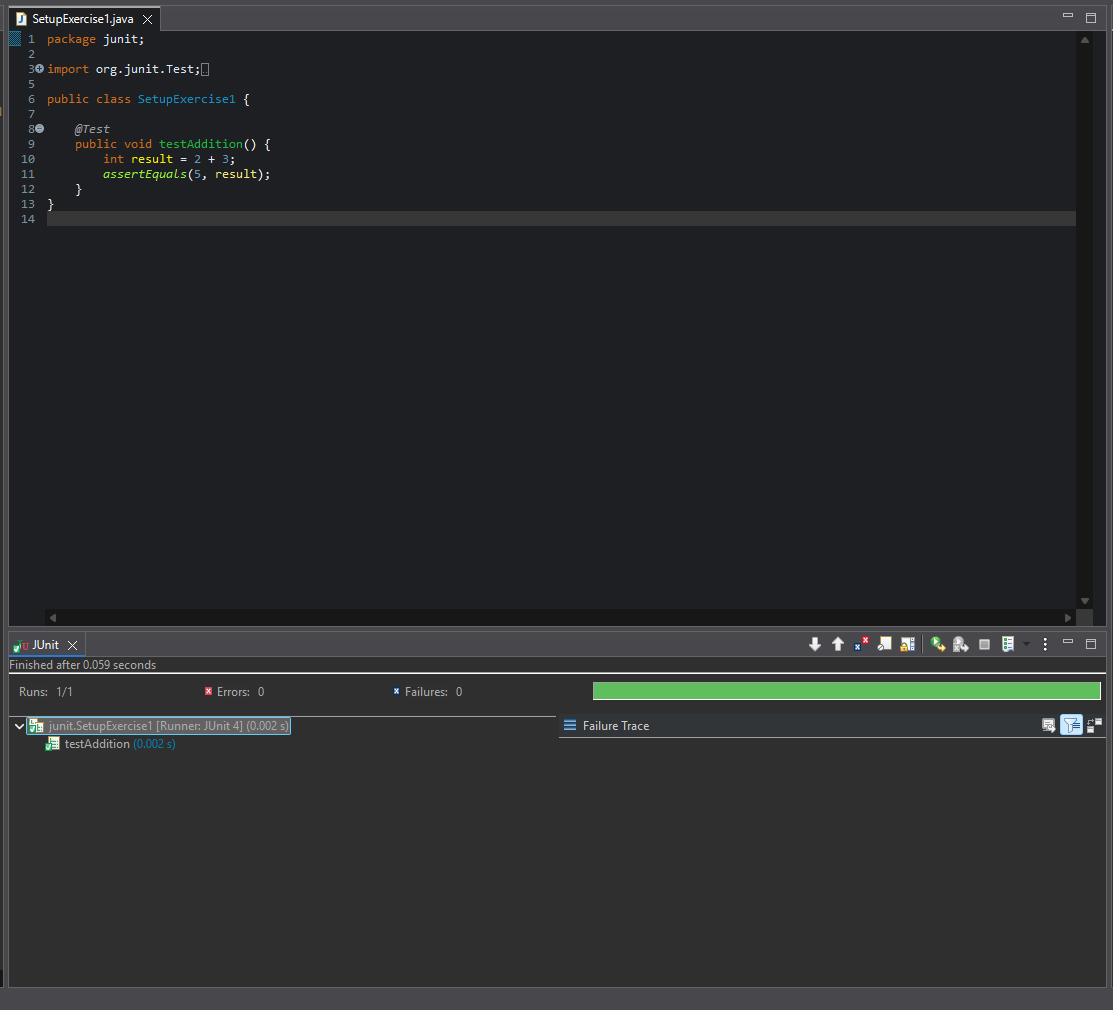 SetupExercise1.java
1 package junit;
2
3 import org.junit.Test;
5
6 public class SetupExercise1 {
7
8 @Test
9 public void testAddition() {
10 int result = 2 + 3;
11 assertEquals(5, result);
12 }
13 }
14
JUnit
Finished after 0.059 seconds
Runs: 1/1 Errors: 0 Failures: 0
junit.SetupExercise1 [Runner: JUnit 4] (0.002 s)
Failure Trace
testAddition (0.002 s)